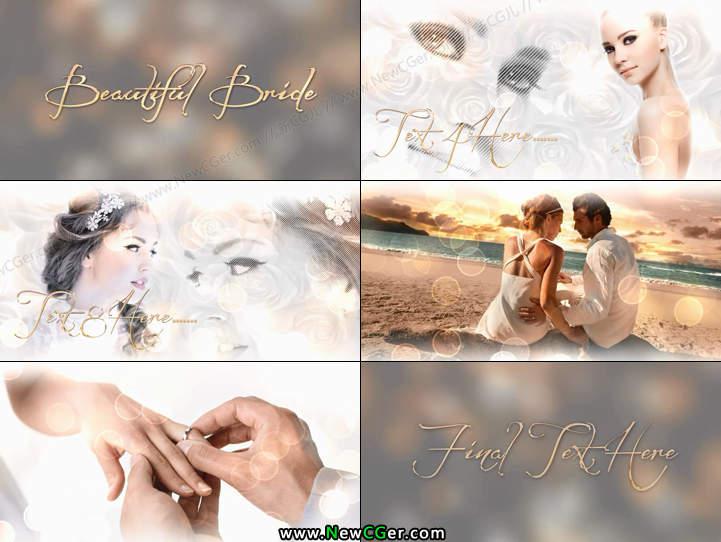 Beautiful Bride
Text 4 Here.......
Text 8 Here.......
Final Text Here
www.NewCGer.com